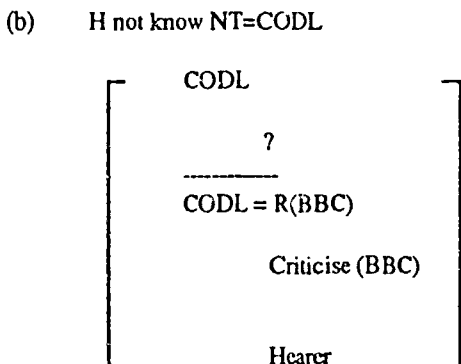 (b) H not know NT=CODL
CODL
?
CODL = R(BBC)
Criticise (BBC)
Hearer